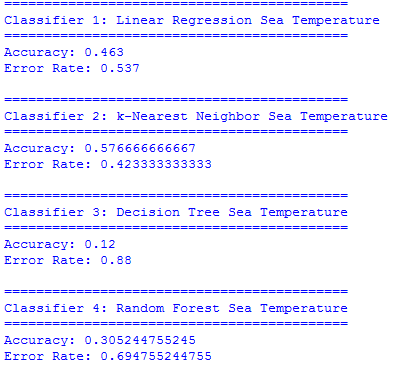 ===========================================
Classifier 1: Linear Regression Sea Temperature
===========================================
Accuracy: 0.463
Error Rate: 0.537
===========================================
Classifier 2: k-Nearest Neighbor Sea Temperature
===========================================
Accuracy: 0.576666666667
Error Rate: 0.423333333333
===========================================
Classifier 3: Decision Tree Sea Temperature
===========================================
Accuracy: 0.12
Error Rate: 0.88
===========================================
Classifier 4: Random Forest Sea Temperature
===========================================
Accuracy: 0.305244755245
Error Rate: 0.694755244755